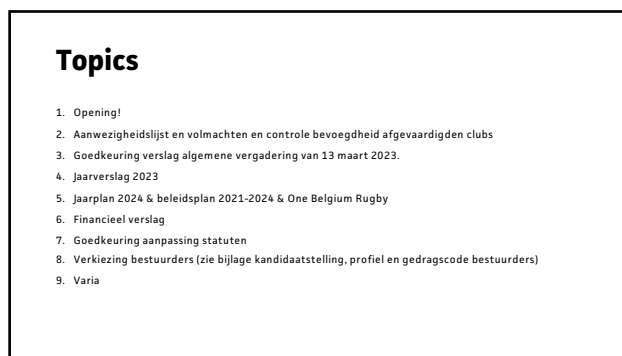 Topics
1. Opening!
2. Aanwezigheidslijst en volmachten en controle bevoegdheid afgevaardigden clubs
3. Goedkeuring verslag algemene vergadering van 13 maart 2023.
4. Jaarverslag 2023
5. Jaarplan 2024 & beleidsplan 2021-2024 & One Belgium Rugby
6. Financieel verslag
7. Goedkeuring aanpassing statuten
8. Verkiezing bestuurders (zie bijlage kandidaatstelling, profiel en gedragscode bestuurders)
9. Varia